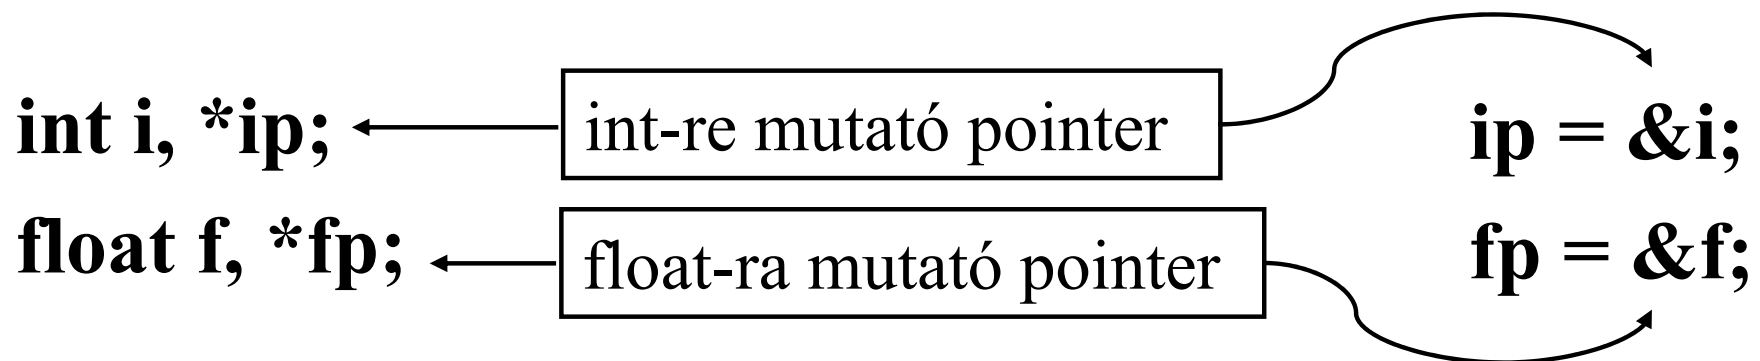 int i, *ip; int-re mutató pointer ip = &i;
float f, *fp; float-ra mutató pointer fp = &f;